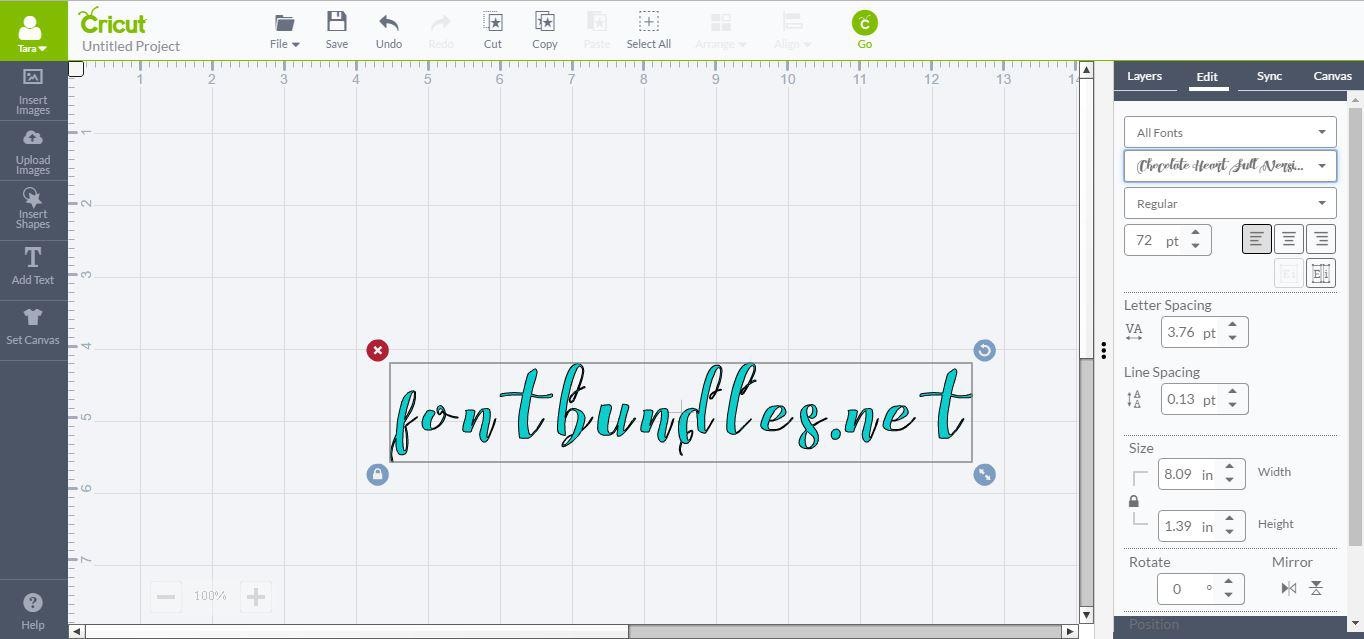 Tara
Cricut
Untitled Project
File
Save
Undo
Redo
Cut
Copy
Paste
Select All
Arrange
Align
C
Go
Insert Images
Upload Images
Insert Shapes
T
Add Text
Set Canvas
?
Help
1 2 3 4 5 6 7 8 9 10 11 12 13 14
1
2
3
4
5
6
7
fontbundles.net
100%
Layers Edit Sync Canvas
All Fonts
Chocolate Heart Full Versi...
Regular
72 pt
E i
E i
Letter Spacing
VA
3.76 pt
Line Spacing
A
A
0.13 pt
Size
8.09 in Width
1.39 in Height
Rotate Mirror
0 °
Position